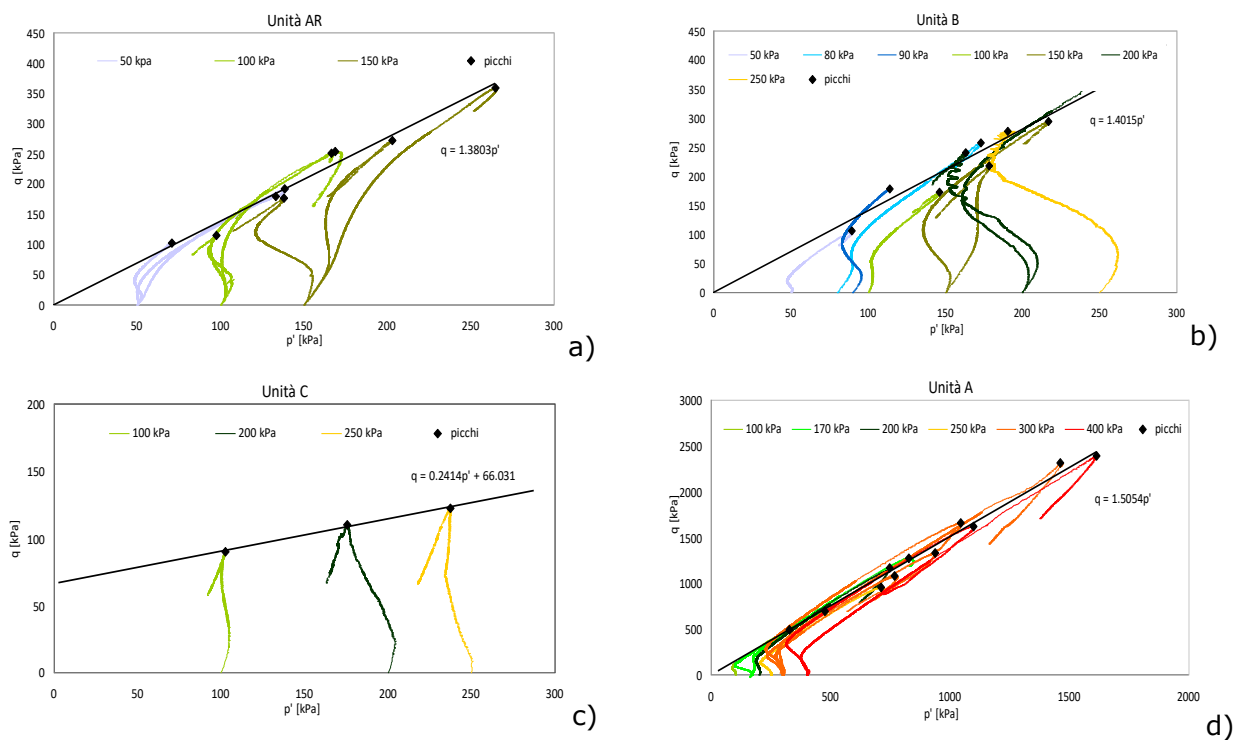 Unità AR
450
400
350
300
250
200
150
100
50
0
q [kPa]
50 kpa 100 kPa 150 kPa picchi
q = 1.3803p'
0 50 100 150 200 250 300
p' [kPa]
a)
Unità B
450
400
350
300
250
200
150
100
50
0
q [kPa]
50 kPa 80 kPa 90 kPa 100 kPa 150 kPa 200 kPa
250 kPa picchi
q = 1.4015p'
0 50 100 150 200 250 300
p' [kPa]
b)
Unità C
200
150
100
50
0
q [kPa]
100 kPa 200 kPa 250 kPa picchi
q = 0.2414p' + 66.031
0 50 100 150 200 250 300
p' [kPa]
c)
Unità A
3000
2500
2000
1500
1000
500
0
q [kPa]
100 kPa 170 kPa 200 kPa 250 kPa 300 kPa 400 kPa picchi
q = 1.5054p'
0 500 1000 1500 2000
p' [kPa]
d)